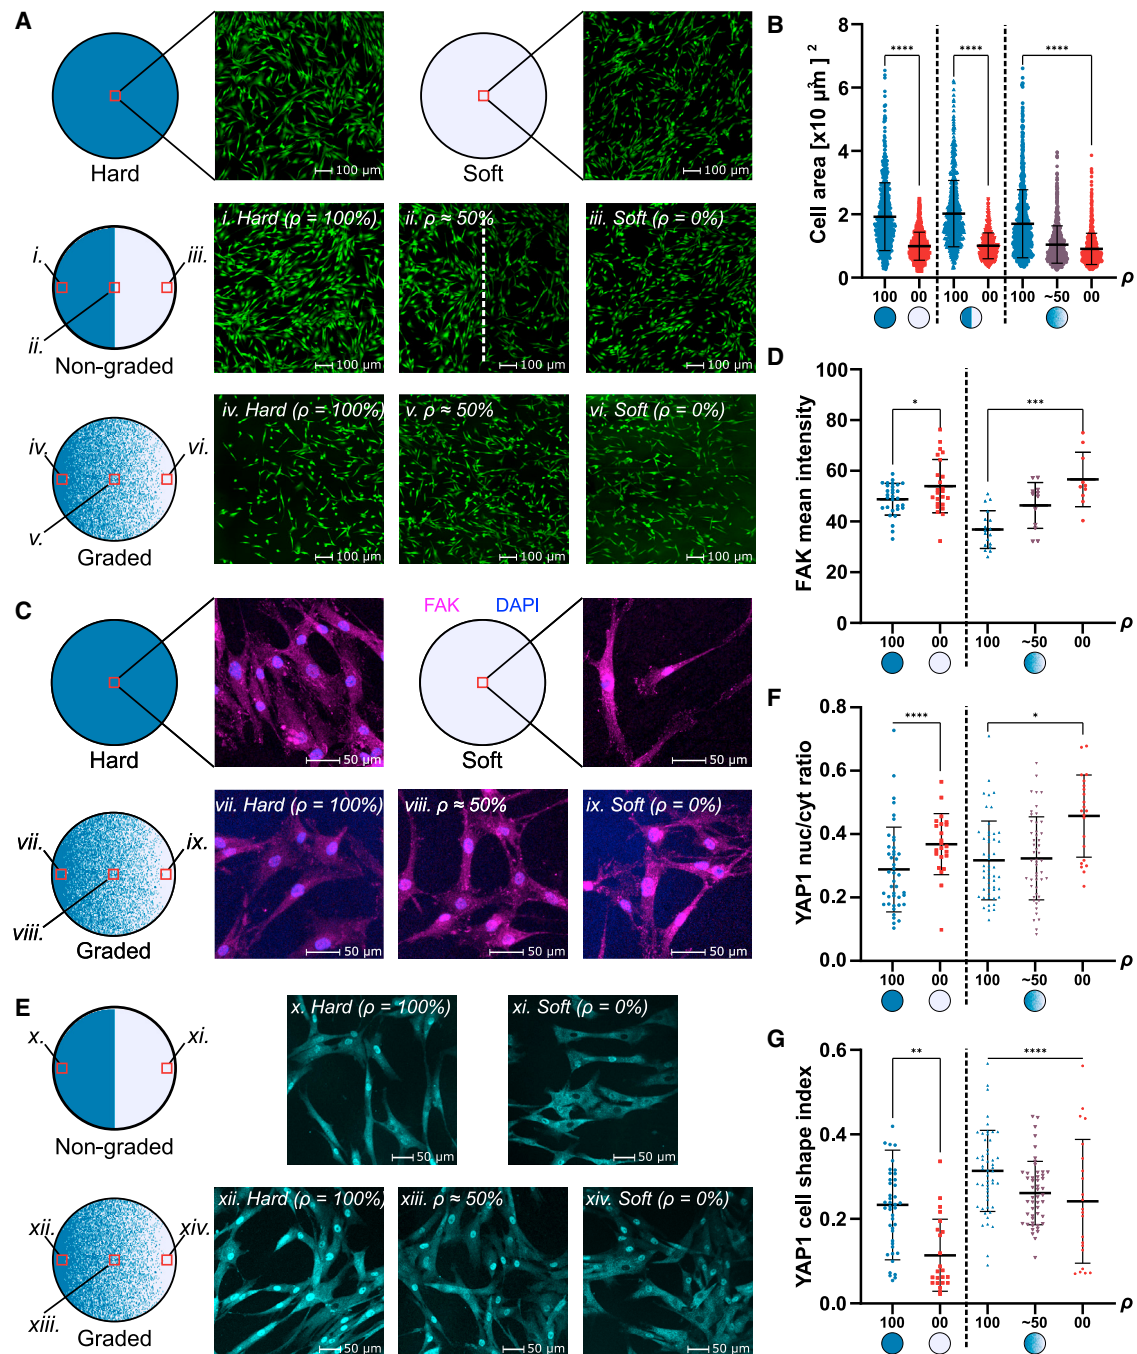 A
Hard
100 µm
Soft
100 µm
i.
ii.
iii.
Non-graded
i. Hard (ρ = 100%)
100 µm
ii. ρ ≈ 50%
100 µm
iii. Soft (ρ = 0%)
100 µm
iv.
v.
vi.
Graded
iv. Hard (ρ = 100%)
100 µm
v. ρ ≈ 50%
100 µm
vi. Soft (ρ = 0%)
100 µm
B
Cell area [x10 µm²] ²
8
6
4
2
0
****
****
****
100 00 100 00 100 ~50 00
ρ
C
Hard
50 µm
FAK DAPI
Soft
50 µm
vii.
viii.
ix.
Graded
vii. Hard (ρ = 100%)
50 µm
viii. ρ ≈ 50%
50 µm
ix. Soft (ρ = 0%)
50 µm
D
FAK mean intensity
100
80
60
40
20
0
*
***
100 00 100 ~50 00
ρ
E
x.
xi.
Non-graded
x. Hard (ρ = 100%)
50 µm
xi. Soft (ρ = 0%)
50 µm
xii.
xiii.
xiv.
Graded
xii. Hard (ρ = 100%)
50 µm
xiii. ρ ≈ 50%
50 µm
xiv. Soft (ρ = 0%)
50 µm
F
YAP1 nuc/cyt ratio
0.8
0.6
0.4
0.2
0.0
****
*
100 00 100 ~50 00
ρ
G
YAP1 cell shape index
0.6
0.4
0.2
0.0
**
****
100 00 100 ~50 00
ρ